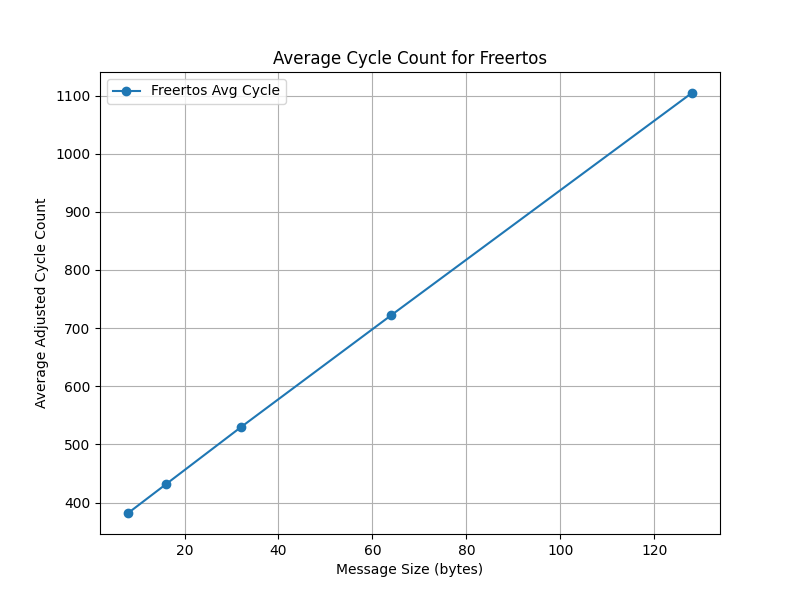 Average Cycle Count for Freertos
Freertos Avg Cycle
Average Adjusted Cycle Count
1100
1000
900
800
700
600
500
400
20 40 60 80 100 120
Message Size (bytes)